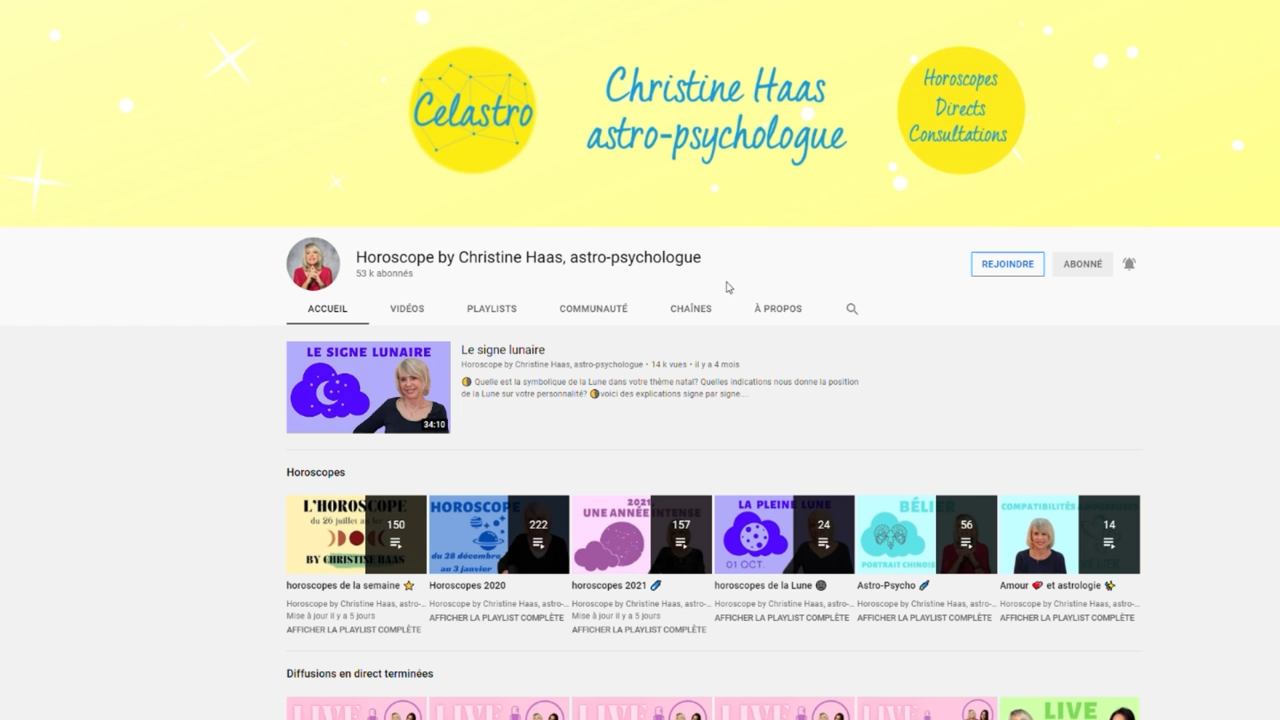 Celastro
Christine Haas
astro-psychologue
Horoscopes
Directs
Consultations
Horoscope by Christine Haas, astro-psychologue
53 k abonnés
REJOINDRE
ABONNÉ
ACCUEIL
VIDÉOS
PLAYLISTS
COMMUNAUTÉ
CHAÎNES
À PROPOS
LE SIGNE LUNAIRE
34:10
Le signe lunaire
Horoscope by Christine Haas, astro-psychologue • 14 k vues • il y a 4 mois
🌗 Quelle est la symbolique de la Lune dans votre thème natal? Quelles indications nous donne la position
de la Lune sur votre personnalité? 🌗voici des explications signe par signe....
Horoscopes
L'HOROSCOPE
du 26 juillet au 1er
BY CHRISTINE HAAS
150
HOROSCOPE
du 28 décembre
au 3 janvier
222
2021
UNE ANNÉE INTENSE
157
LA PLEINE LUNE
01 OCT.
24
BÉLIER
PORTRAIT CHINOIS
56
COMPATIBILITÉS
14
horoscopes de la semaine ⭐
Horoscope by Christine Haas, astro-...
Mise à jour il y a 5 jours
AFFICHER LA PLAYLIST COMPLÈTE
Horoscopes 2020
Horoscope by Christine Haas, astro-...
AFFICHER LA PLAYLIST COMPLÈTE
horoscopes 2021
Horoscope by Christine Haas, astro-...
Mise à jour il y a 5 jours
AFFICHER LA PLAYLIST COMPLÈTE
horoscopes de la Lune 🌚
Horoscope by Christine Haas, astro-...
AFFICHER LA PLAYLIST COMPLÈTE
Astro-Psycho
Horoscope by Christine Haas, astro-...
AFFICHER LA PLAYLIST COMPLÈTE
Amour 💋 et astrologie ✨
Horoscope by Christine Haas, astro-...
AFFICHER LA PLAYLIST COMPLÈTE
Diffusions en direct terminées
LIVE
LIVE
LIVE
LIVE
LIVE
LIVE